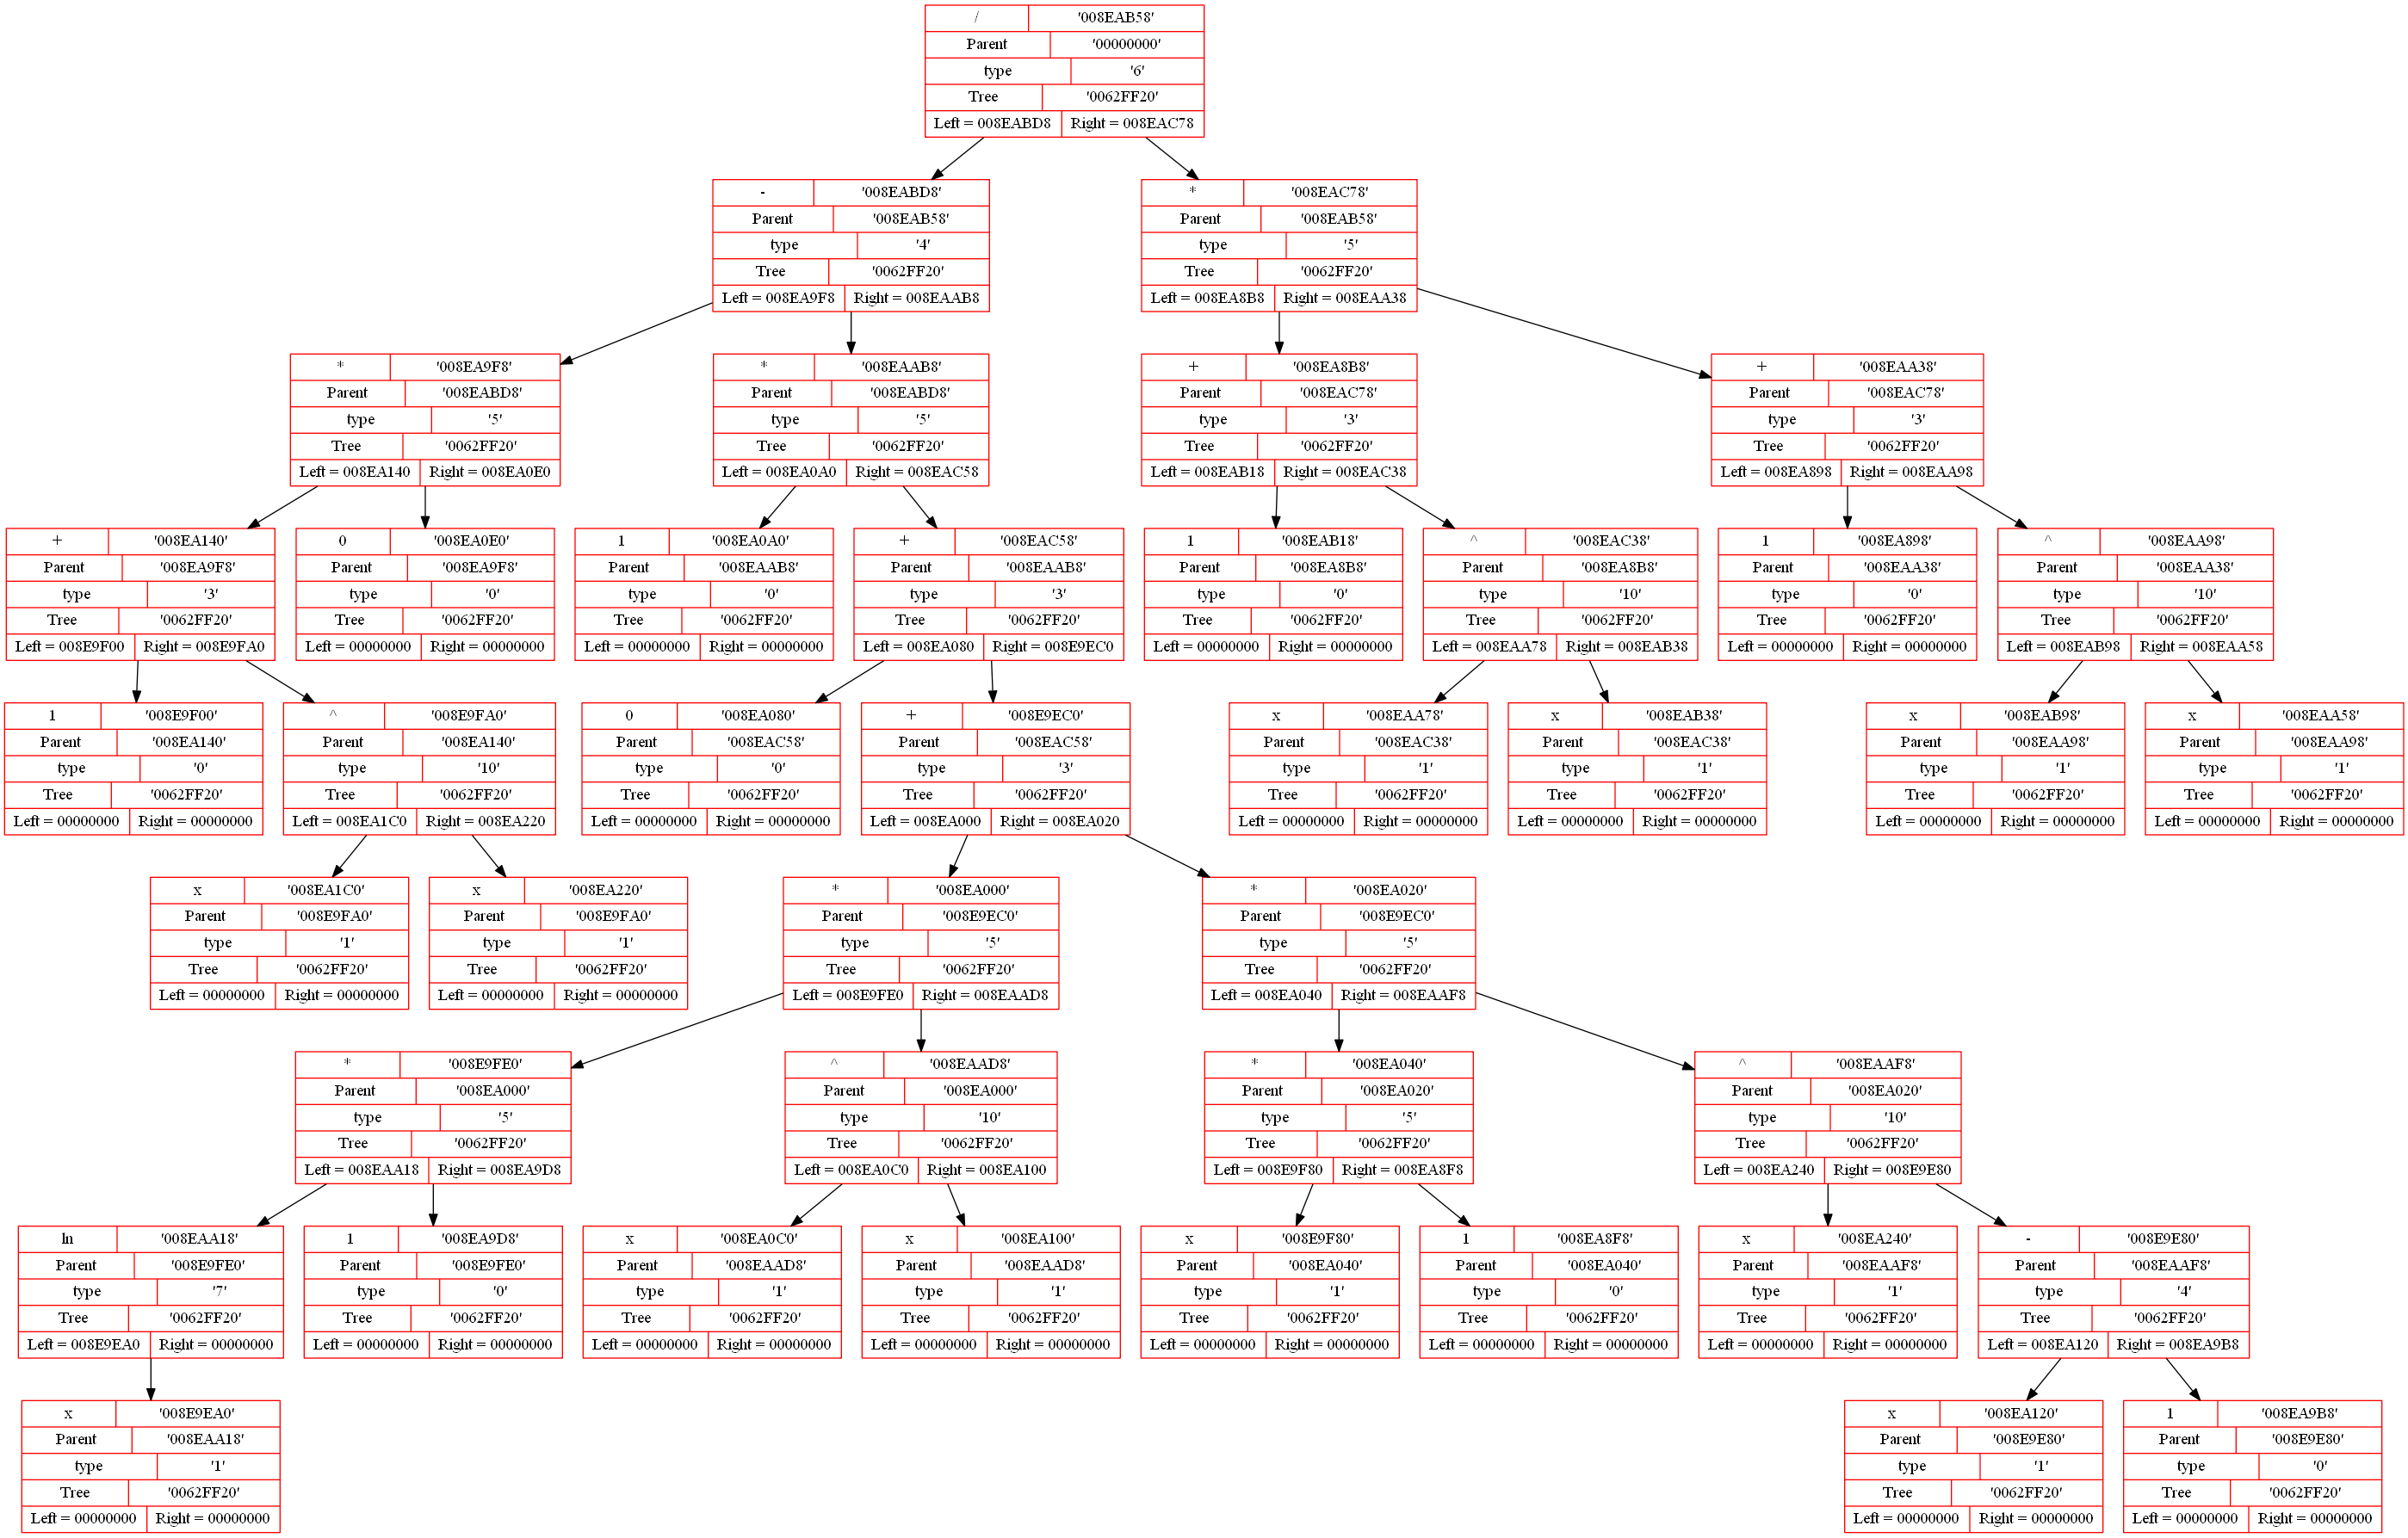 / '008EAB58'
Parent '00000000'
type '6'
Tree '0062FF20'
Left = 008EABD8 Right = 008EAC78
- '008EABD8'
Parent '008EAB58'
type '4'
Tree '0062FF20'
Left = 008EA9F8 Right = 008EAAB8
* '008EAC78'
Parent '008EAB58'
type '5'
Tree '0062FF20'
Left = 008EA8B8 Right = 008EAA38
* '008EA9F8'
Parent '008EABD8'
type '5'
Tree '0062FF20'
Left = 008EA140 Right = 008EA0E0
* '008EAAB8'
Parent '008EABD8'
type '5'
Tree '0062FF20'
Left = 008EA0A0 Right = 008EAC58
+ '008EA8B8'
Parent '008EAC78'
type '3'
Tree '0062FF20'
Left = 008EAB18 Right = 008EAC38
+ '008EAA38'
Parent '008EAC78'
type '3'
Tree '0062FF20'
Left = 008EA898 Right = 008EAA98
+ '008EA140'
Parent '008EA9F8'
type '3'
Tree '0062FF20'
Left = 008E9F00 Right = 008E9FA0
0 '008EA0E0'
Parent '008EA9F8'
type '0'
Tree '0062FF20'
Left = 00000000 Right = 00000000
1 '008EA0A0'
Parent '008EAAB8'
type '0'
Tree '0062FF20'
Left = 00000000 Right = 00000000
+ '008EAC58'
Parent '008EAAB8'
type '3'
Tree '0062FF20'
Left = 008EA080 Right = 008E9EC0
1 '008EAB18'
Parent '008EA8B8'
type '0'
Tree '0062FF20'
Left = 00000000 Right = 00000000
^ '008EAC38'
Parent '008EA8B8'
type '10'
Tree '0062FF20'
Left = 008EAA78 Right = 008EAB38
1 '008EA898'
Parent '008EAA38'
type '0'
Tree '0062FF20'
Left = 00000000 Right = 00000000
^ '008EAA98'
Parent '008EAA38'
type '10'
Tree '0062FF20'
Left = 008EAB98 Right = 008EAA58
1 '008E9F00'
Parent '008EA140'
type '0'
Tree '0062FF20'
Left = 00000000 Right = 00000000
^ '008E9FA0'
Parent '008EA140'
type '10'
Tree '0062FF20'
Left = 008EA1C0 Right = 008EA220
0 '008EA080'
Parent '008EAC58'
type '0'
Tree '0062FF20'
Left = 00000000 Right = 00000000
+ '008E9EC0'
Parent '008EAC58'
type '3'
Tree '0062FF20'
Left = 008EA000 Right = 008EA020
x '008EAA78'
Parent '008EAC38'
type '1'
Tree '0062FF20'
Left = 00000000 Right = 00000000
x '008EAB38'
Parent '008EAC38'
type '1'
Tree '0062FF20'
Left = 00000000 Right = 00000000
x '008EAB98'
Parent '008EAA98'
type '1'
Tree '0062FF20'
Left = 00000000 Right = 00000000
x '008EAA58'
Parent '008EAA98'
type '1'
Tree '0062FF20'
Left = 00000000 Right = 00000000
x '008EA1C0'
Parent '008E9FA0'
type '1'
Tree '0062FF20'
Left = 00000000 Right = 00000000
x '008EA220'
Parent '008E9FA0'
type '1'
Tree '0062FF20'
Left = 00000000 Right = 00000000
* '008EA000'
Parent '008E9EC0'
type '5'
Tree '0062FF20'
Left = 008E9FE0 Right = 008EAAD8
* '008EA020'
Parent '008E9EC0'
type '5'
Tree '0062FF20'
Left = 008EA040 Right = 008EAAF8
* '008E9FE0'
Parent '008EA000'
type '5'
Tree '0062FF20'
Left = 008EAA18 Right = 008EA9D8
^ '008EAAD8'
Parent '008EA000'
type '10'
Tree '0062FF20'
Left = 008EA0C0 Right = 008EA100
* '008EA040'
Parent '008EA020'
type '5'
Tree '0062FF20'
Left = 008E9F80 Right = 008EA8F8
^ '008EAAF8'
Parent '008EA020'
type '10'
Tree '0062FF20'
Left = 008EA240 Right = 008E9E80
ln '008EAA18'
Parent '008E9FE0'
type '7'
Tree '0062FF20'
Left = 008E9EA0 Right = 00000000
1 '008EA9D8'
Parent '008E9FE0'
type '0'
Tree '0062FF20'
Left = 00000000 Right = 00000000
x '008EA0C0'
Parent '008EAAD8'
type '1'
Tree '0062FF20'
Left = 00000000 Right = 00000000
x '008EA100'
Parent '008EAAD8'
type '1'
Tree '0062FF20'
Left = 00000000 Right = 00000000
x '008E9F80'
Parent '008EA040'
type '1'
Tree '0062FF20'
Left = 00000000 Right = 00000000
1 '008EA8F8'
Parent '008EA040'
type '0'
Tree '0062FF20'
Left = 00000000 Right = 00000000
x '008EA240'
Parent '008EAAF8'
type '1'
Tree '0062FF20'
Left = 00000000 Right = 00000000
- '008E9E80'
Parent '008EAAF8'
type '4'
Tree '0062FF20'
Left = 008EA120 Right = 008EA9B8
x '008E9EA0'
Parent '008EAA18'
type '1'
Tree '0062FF20'
Left = 00000000 Right = 00000000
x '008EA120'
Parent '008E9E80'
type '1'
Tree '0062FF20'
Left = 00000000 Right = 00000000
1 '008EA9B8'
Parent '008E9E80'
type '0'
Tree '0062FF20'
Left = 00000000 Right = 00000000